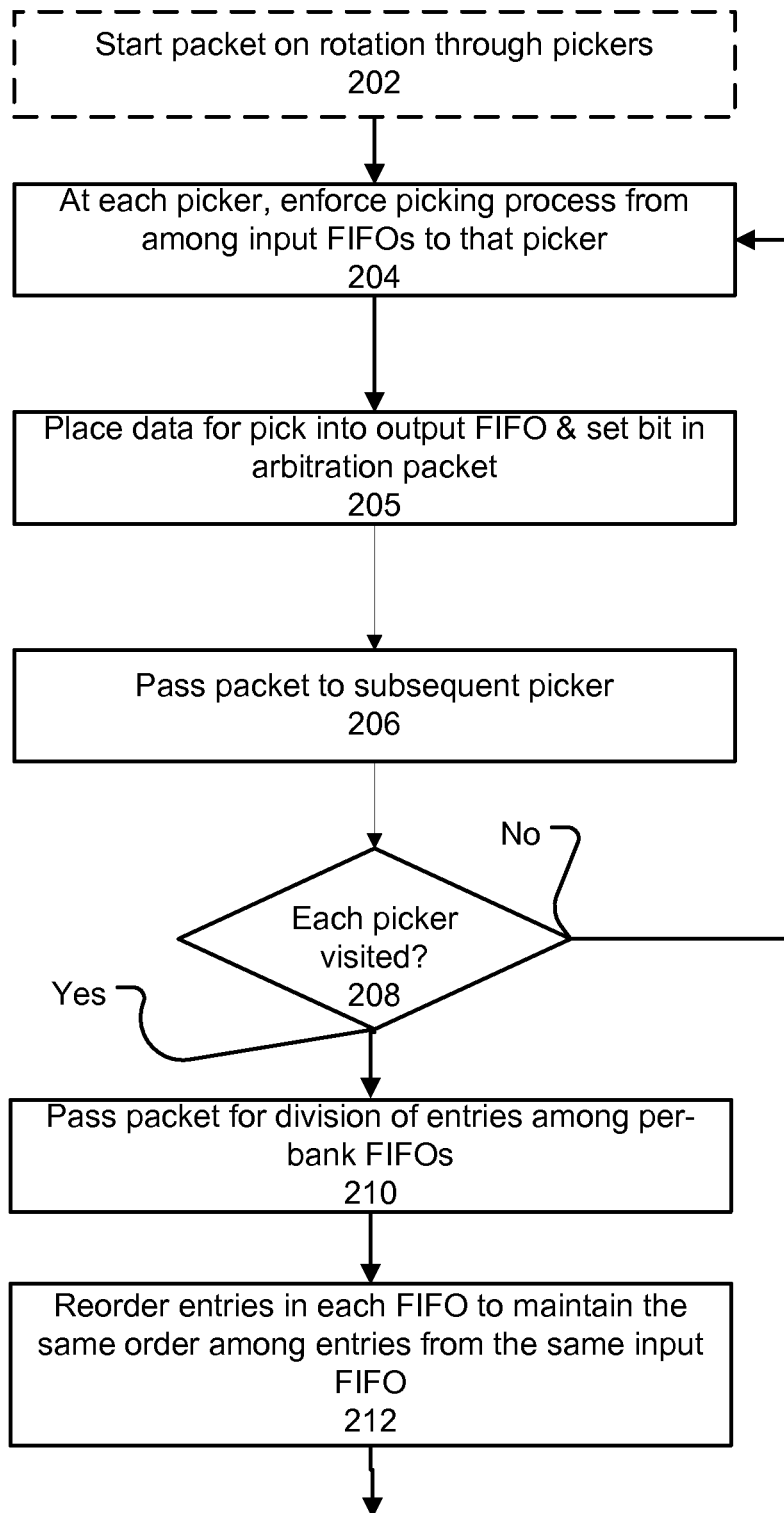 Start packet on rotation through pickers
202
At each picker, enforce picking process from
among input FIFOs to that picker
204
Place data for pick into output FIFO & set bit in
arbitration packet
205
Pass packet to subsequent picker
206
No
Each picker
visited?
208
Yes
Pass packet for division of entries among per-
bank FIFOs
210
Reorder entries in each FIFO to maintain the
same order among entries from the same input
FIFO
212